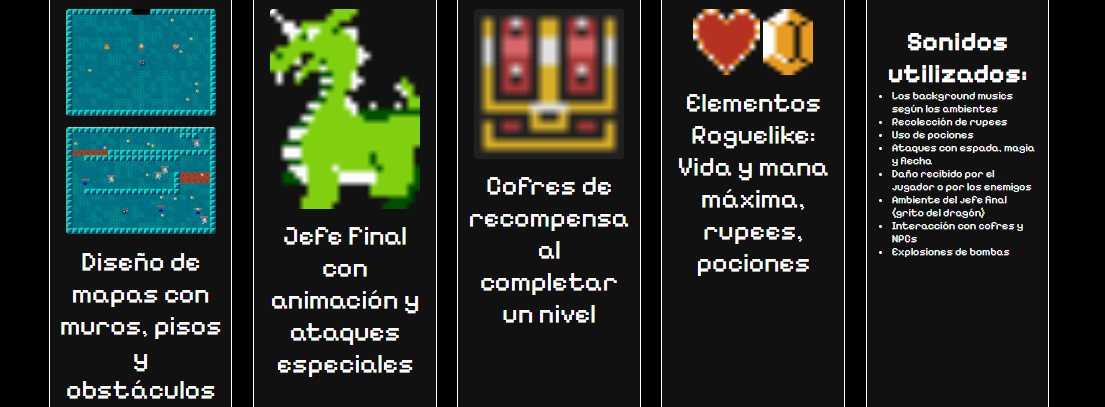 Diseño de
mapas con
muros, pisos
y
obstáculos
Jefe Final
con
animación y
ataques
especiales
Cofres de
recompensa
al
completar
un nivel
Elementos
Roguelike:
Vida y mana
máxima,
rupees,
pociones
Sonidos
utilizados:
Los background musics
según los ambientes
Recolección de rupees
Uso de pociones
Ataques con espada, magia
y flecha
Daño recibido por el
jugador o por los enemigos
Ambiente del jefe final
(grito del dragón)
Interacción con cofres y
NPCs
Explosiones de bombas